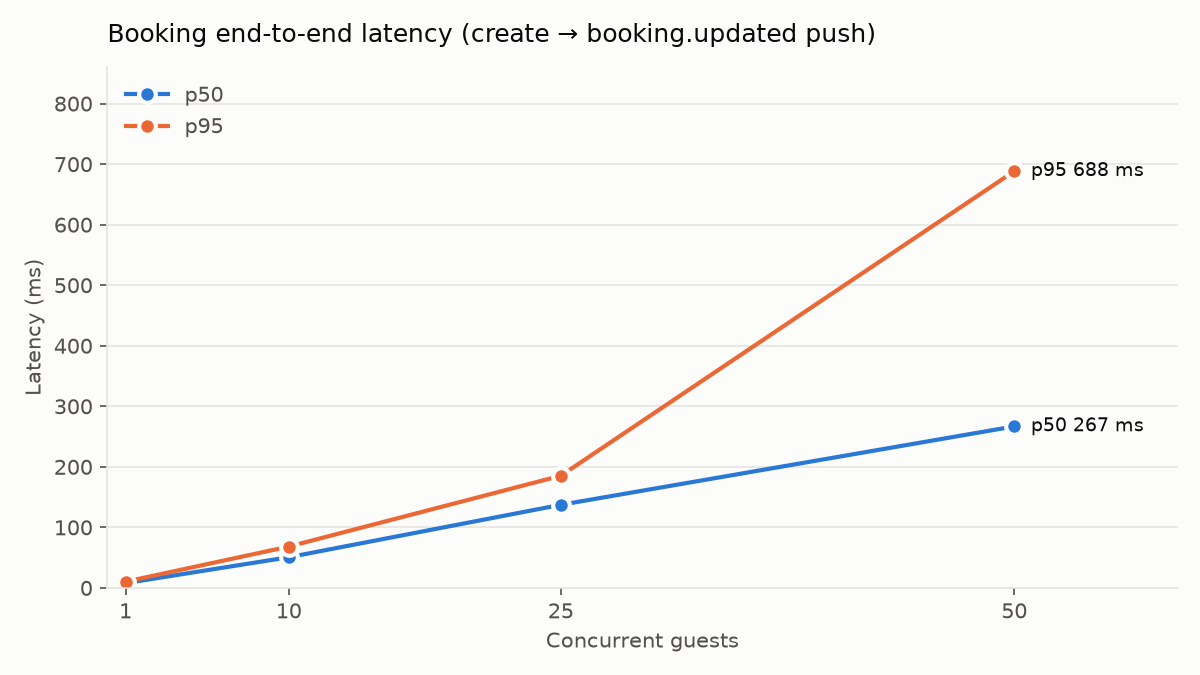 Booking end-to-end latency (create → booking.updated push)
p50
p95
800
700
600
500
400
300
200
100
0
Latency (ms)
p95 688 ms
p50 267 ms
1
10
25
50
Concurrent guests